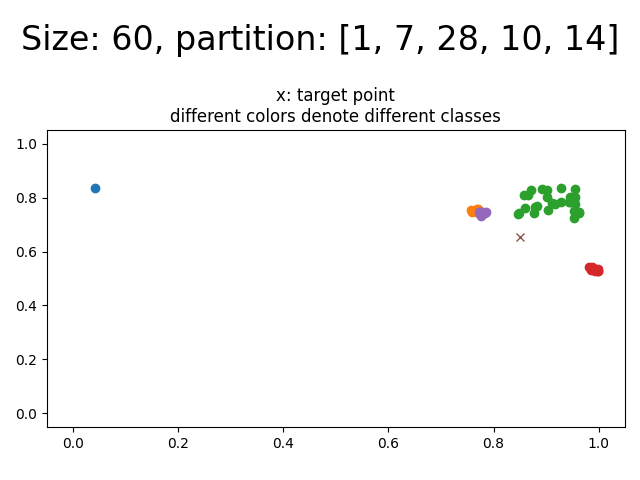 Size: 60, partition: [1, 7, 28, 10, 14]
x: target point
different colors denote different classes
1.0
0.8
0.6
0.4
0.2
0.0
0.0 0.2 0.4 0.6 0.8 1.0